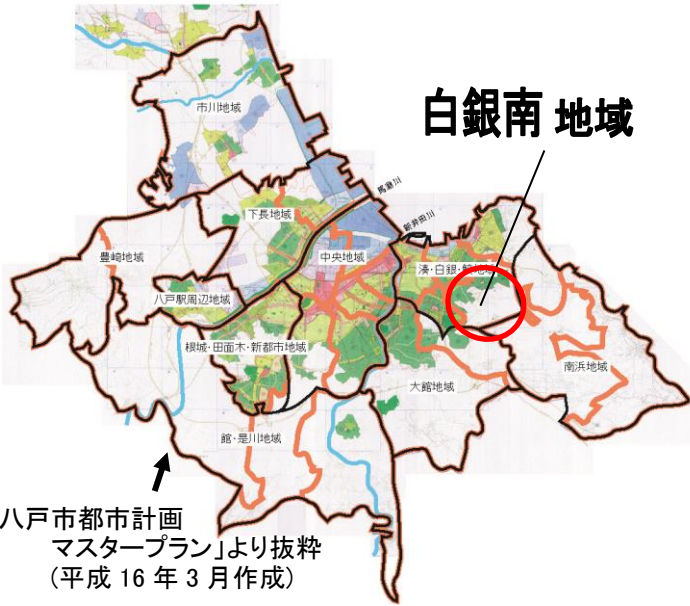 白銀南 地域
市川地域
馬淵川
新井田川
下長地域
中央地域
豊崎地域
湊・白銀・鮫地域
八戸駅周辺地域
根城・田面木・新都市地域
南浜地域
大館地域
館・是川地域
八戸市都市計画
マスタープラン」より抜粋
(平成 16 年 3 月作成)